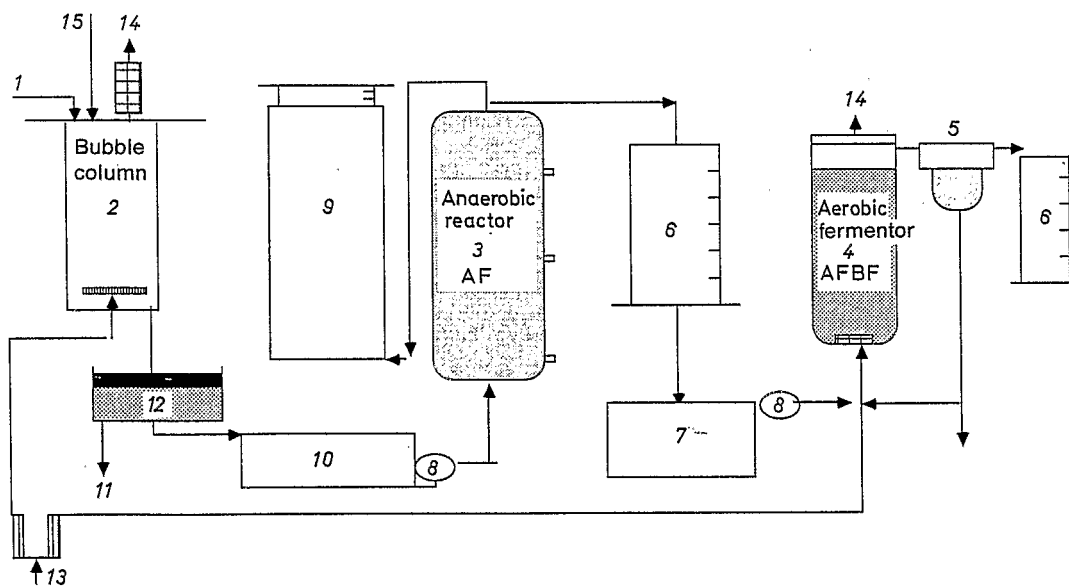 15
14
1
Bubble
column
2
9
Anaerobic
reactor
3
AF
6
14
5
Aerobic
fermentor
4
AFBF
6
12
11
10
8
7
8
13